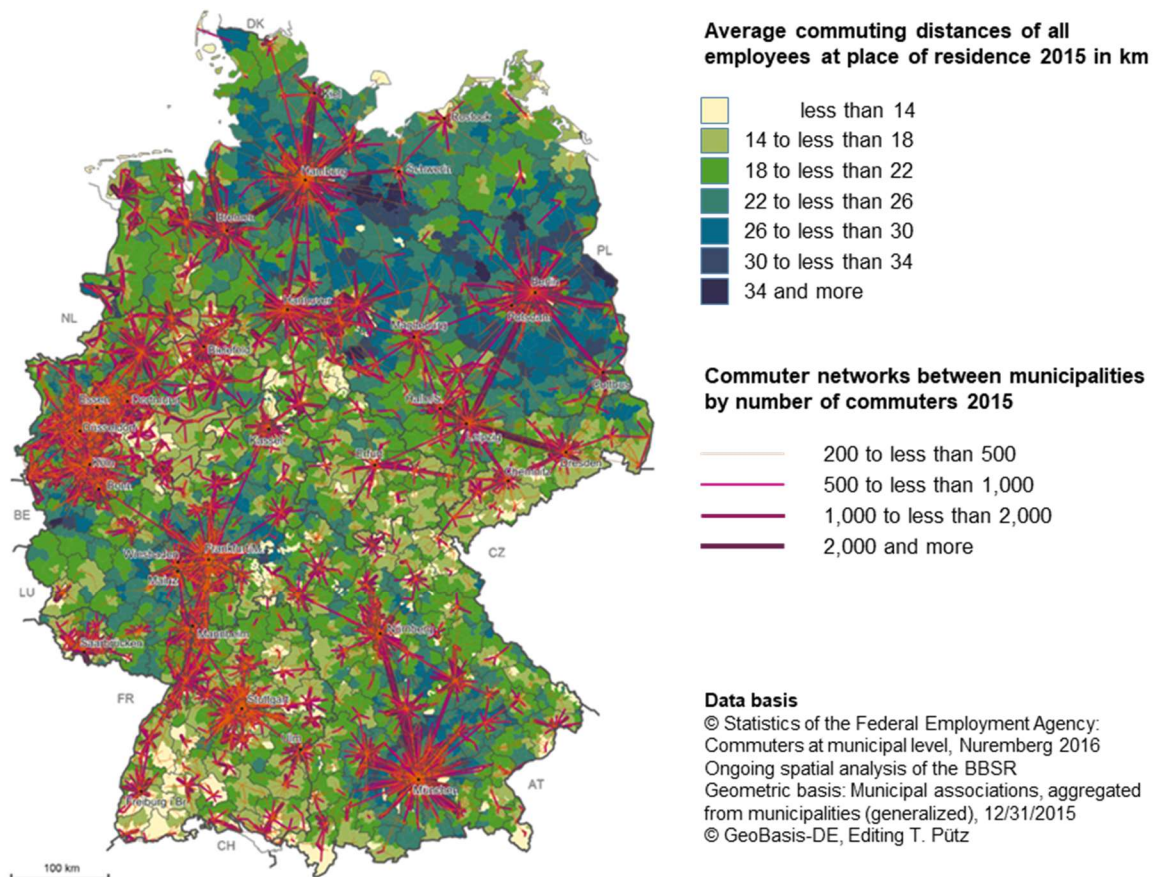 DK
Kiel
Rostock
Hamburg
Schwerin
Bremen
PL
Berlin
Hannover
Potsdam
NL
Magdeburg
Bielefeld
Cottbus
Essen
Dortmund
Halle/S.
Düsseldorf
Leipzig
Kassel
Köln
Erfurt
Dresden
Chemnitz
Bonn
BE
CZ
Wiesbaden
Frankfurt/M.
Mainz
LU
Mannheim
Nürnberg
Saarbrücken
FR
Stuttgart
Ulm
AT
München
Freiburg i.Br.
CH
100 km
Average commuting distances of all
employees at place of residence 2015 in km
less than 14
14 to less than 18
18 to less than 22
22 to less than 26
26 to less than 30
30 to less than 34
34 and more
Commuter networks between municipalities
by number of commuters 2015
200 to less than 500
500 to less than 1,000
1,000 to less than 2,000
2,000 and more
Data basis
© Statistics of the Federal Employment Agency:
Commuters at municipal level, Nuremberg 2016
Ongoing spatial analysis of the BBSR
Geometric basis: Municipal associations, aggregated
from municipalities (generalized), 12/31/2015
© GeoBasis-DE, Editing T. Pütz